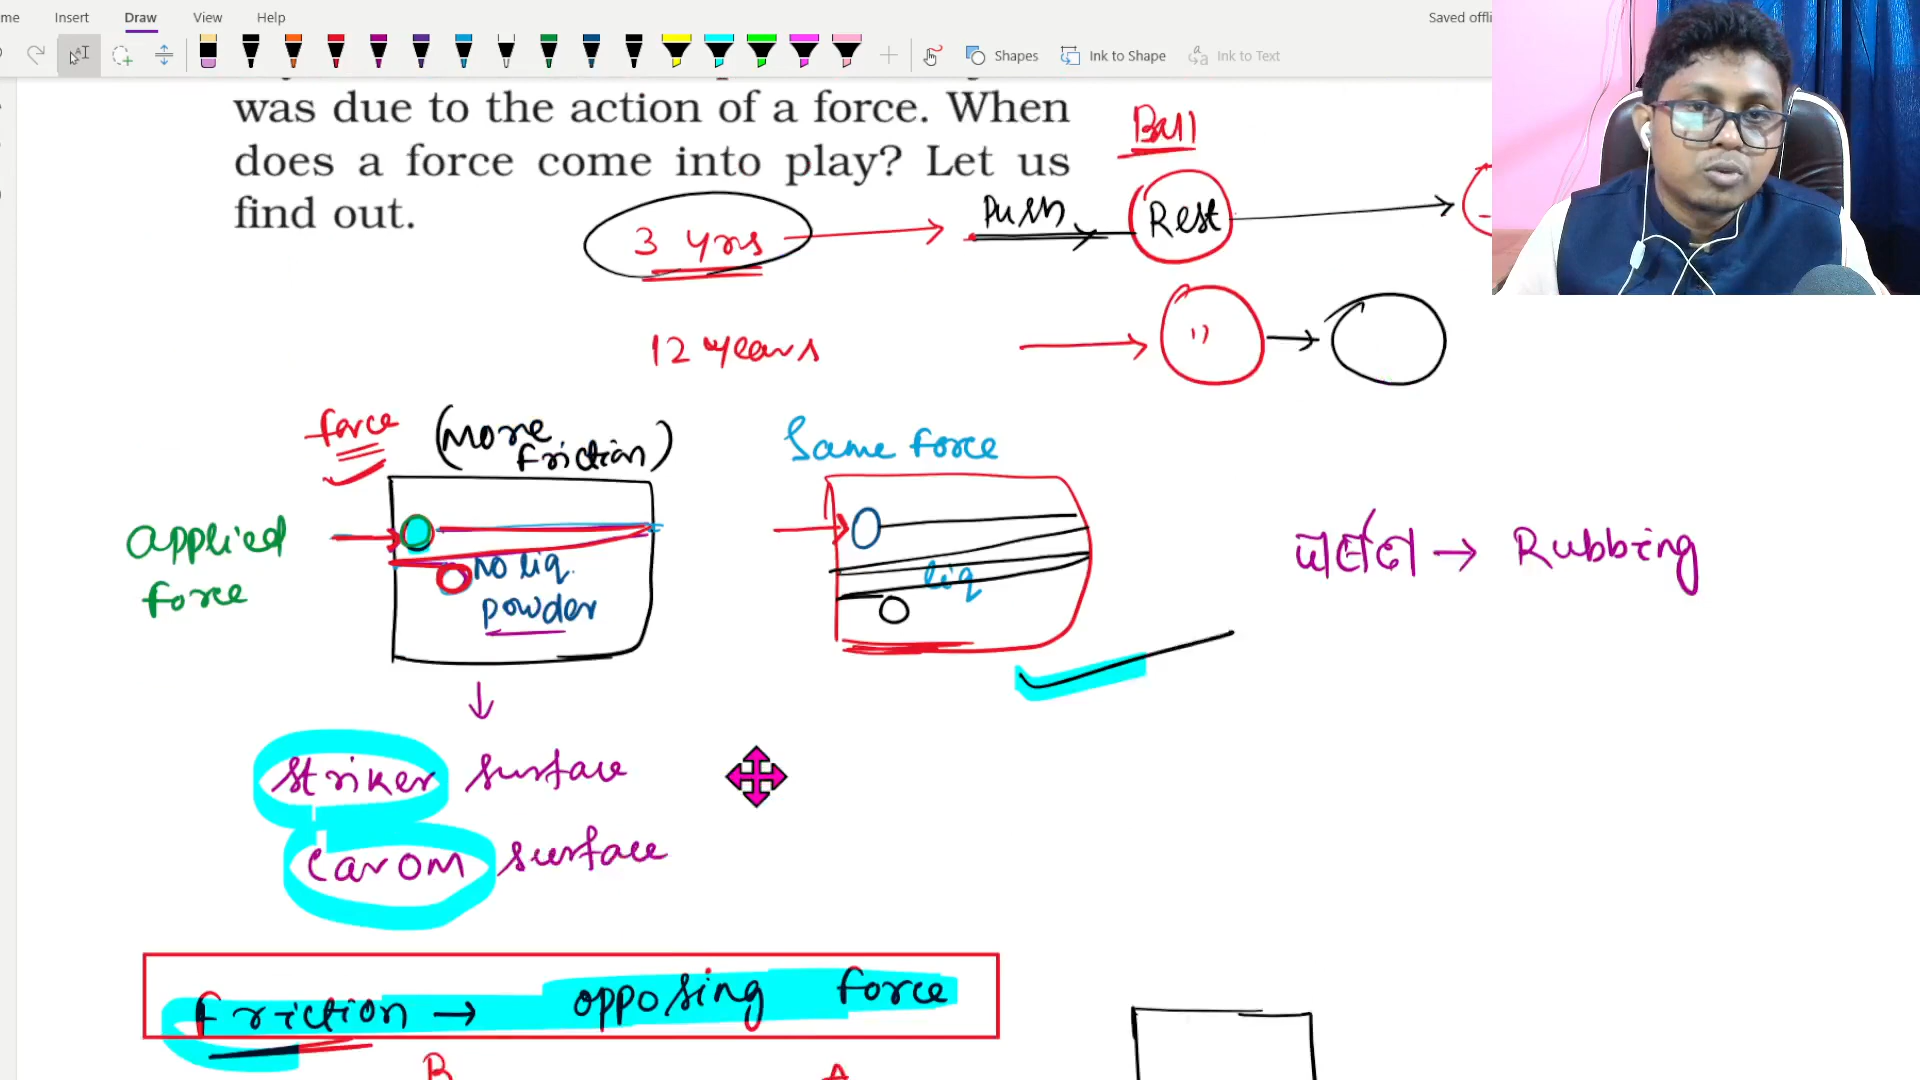 Insert Draw View Help
Saved offli
Shapes Ink to Shape Ink to Text
was due to the action of a force. When
does a force come into play? Let us
find out.
Ball
3 yrs Push Rest
12 years "
force (More friction) Same force
applied force
No liq. powder
liq
ঘর্ষণ → Rubbing
striker surface
Carom surface
friction → opposing force
B A